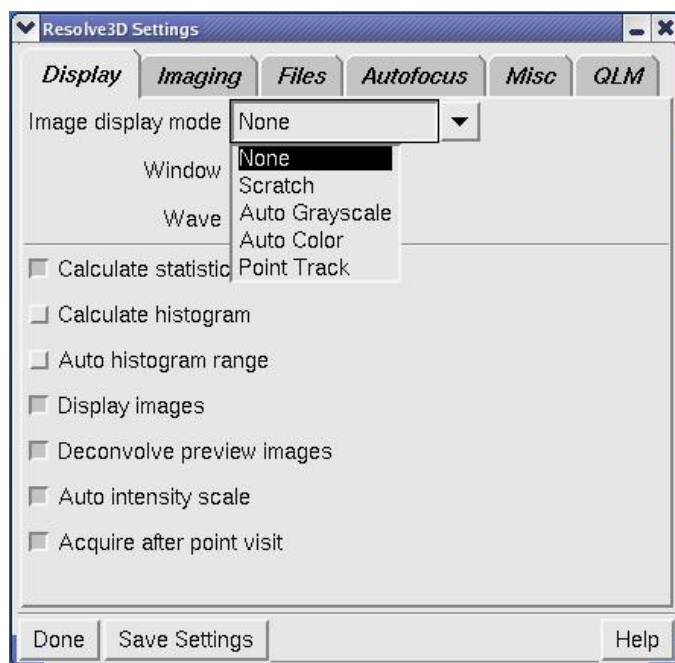 Resolve3D Settings
Display Imaging Files Autofocus Misc QLM
Image display mode None
None
Window
Scratch
Wave
Auto Grayscale
Auto Color
Point Track
Calculate statistic
Calculate histogram
Auto histogram range
Display images
Deconvolve preview images
Auto intensity scale
Acquire after point visit
Done Save Settings Help